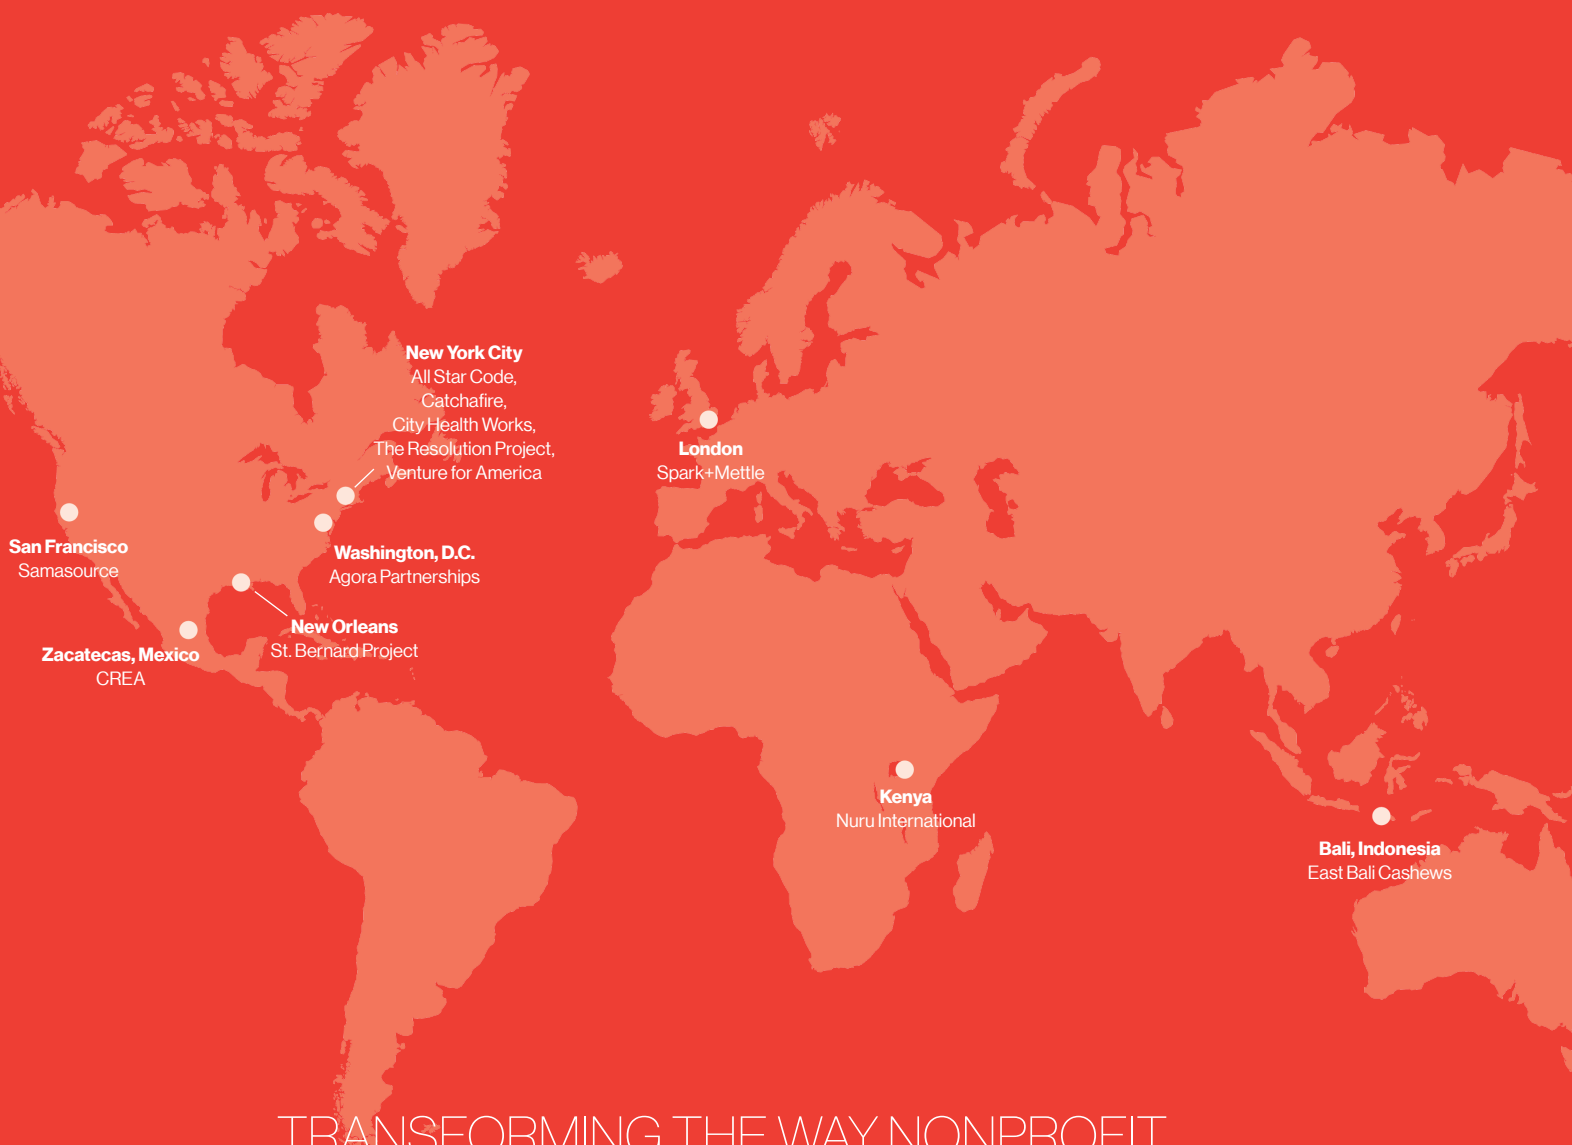 New York City
All Star Code,
Catchafire,
City Health Works,
The Resolution Project,
Venture for America
London
Spark+Mettle
San Francisco
Samasource
Washington, D.C.
Agora Partnerships
New Orleans
St. Bernard Project
Zacatecas, Mexico
CREA
Kenya
Nuru International
Bali, Indonesia
East Bali Cashews
TRANSFORMING THE WAY NONPROFIT